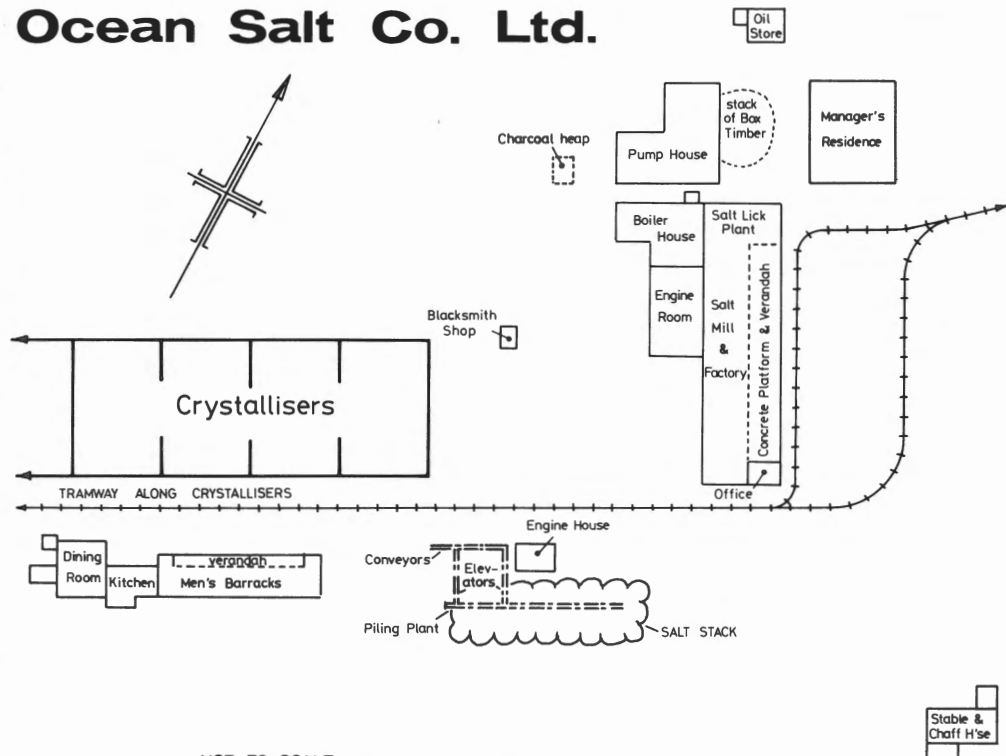 Ocean Salt Co. Ltd.
Oil
Store
stack
of Box
Timber
Manager's
Residence
Charcoal heap
Pump House
Boiler
House
Salt Lick
Plant
Engine
Room
Salt
Mill
&
Factory
Concrete Platform & Verandah
Blacksmith
Shop
Crystallisers
TRAMWAY ALONG CRYSTALLISERS
Office
Engine House
Conveyors
Elev-
ators
Dining
Room
Kitchen
verandah
Men's Barracks
Piling Plant
SALT STACK
Stable &
Chaff H'se